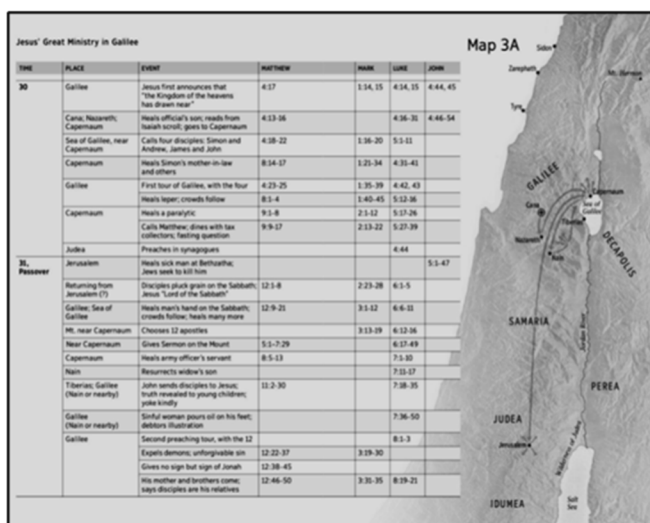 Jesus' Great Ministry in Galilee
TIME PLACE EVENT MATTHEW MARK LUKE JOHN
30 Galilee Jesus first announces that 4:17 1:14, 15 4:14, 15 4:44, 45
"the Kingdom of the heavens
has drawn near"
Cana; Nazareth; Heals official's son; reads from 4:13-16 4:16-31 4:46-54
Capernaum Isaiah scroll; goes to Capernaum
Sea of Galilee, near Calls four disciples: Simon and 4:18-22 1:16-20 5:1-11
Capernaum Andrew, James and John
Capernaum Heals Simon's mother-in-law 8:14-17 1:21-34 4:31-41
and others
Galilee First tour of Galilee, with the four 4:23-25 1:35-39 4:42, 43
Heals leper; crowds follow 8:1-4 1:40-45 5:12-16
Capernaum Heals a paralytic 9:1-8 2:1-12 5:17-26
Calls Matthew; dines with tax 9:9-17 2:13-22 5:27-39
collectors; fasting question
Judea Preaches in synagogues 4:44
31, Jerusalem Heals sick man at Bethzatha; 5:1-47
Passover Jews seek to kill him
Returning from Disciples pluck grain on the Sabbath; 12:1-8 2:23-28 6:1-5
Jerusalem (?) Jesus "Lord of the Sabbath"
Galilee; Sea of Heals man's hand on the Sabbath; 12:9-21 3:1-12 6:6-11
Galilee crowds follow; heals many more
Mt. near Capernaum Chooses 12 apostles 3:13-19 6:12-16
Near Capernaum Gives Sermon on the Mount 5:1-7:29 6:17-49
Capernaum Heals army officer's servant 8:5-13 7:1-10
Nain Resurrects widow's son 7:11-17
Tiberias; Galilee John sends disciples to Jesus; 11:2-30 7:18-35
(Nain or nearby) truth revealed to young children;
yoke kindly
Galilee Sinful woman pours oil on his feet; 7:36-50
(Nain or nearby) debtors illustration
Galilee Second preaching tour, with the 12 8:1-3
Expels demons; unforgivable sin 12:22-37 3:19-30
Gives no sign but sign of Jonah 12:38-45
His mother and brothers come; 12:46-50 3:31-35 8:19-21
says disciples are his relatives
Map 3A
Sidon
Zarephath
Mt. Hermon
Tyre
GALILEE
Capernaum
Cana
Sea of
Galilee
Tiberias
Nazareth
Nain
DECAPOLIS
SAMARIA
Jordan River
PEREA
JUDEA
Jerusalem
Wilderness of Judea
Salt
Sea
IDUMEA